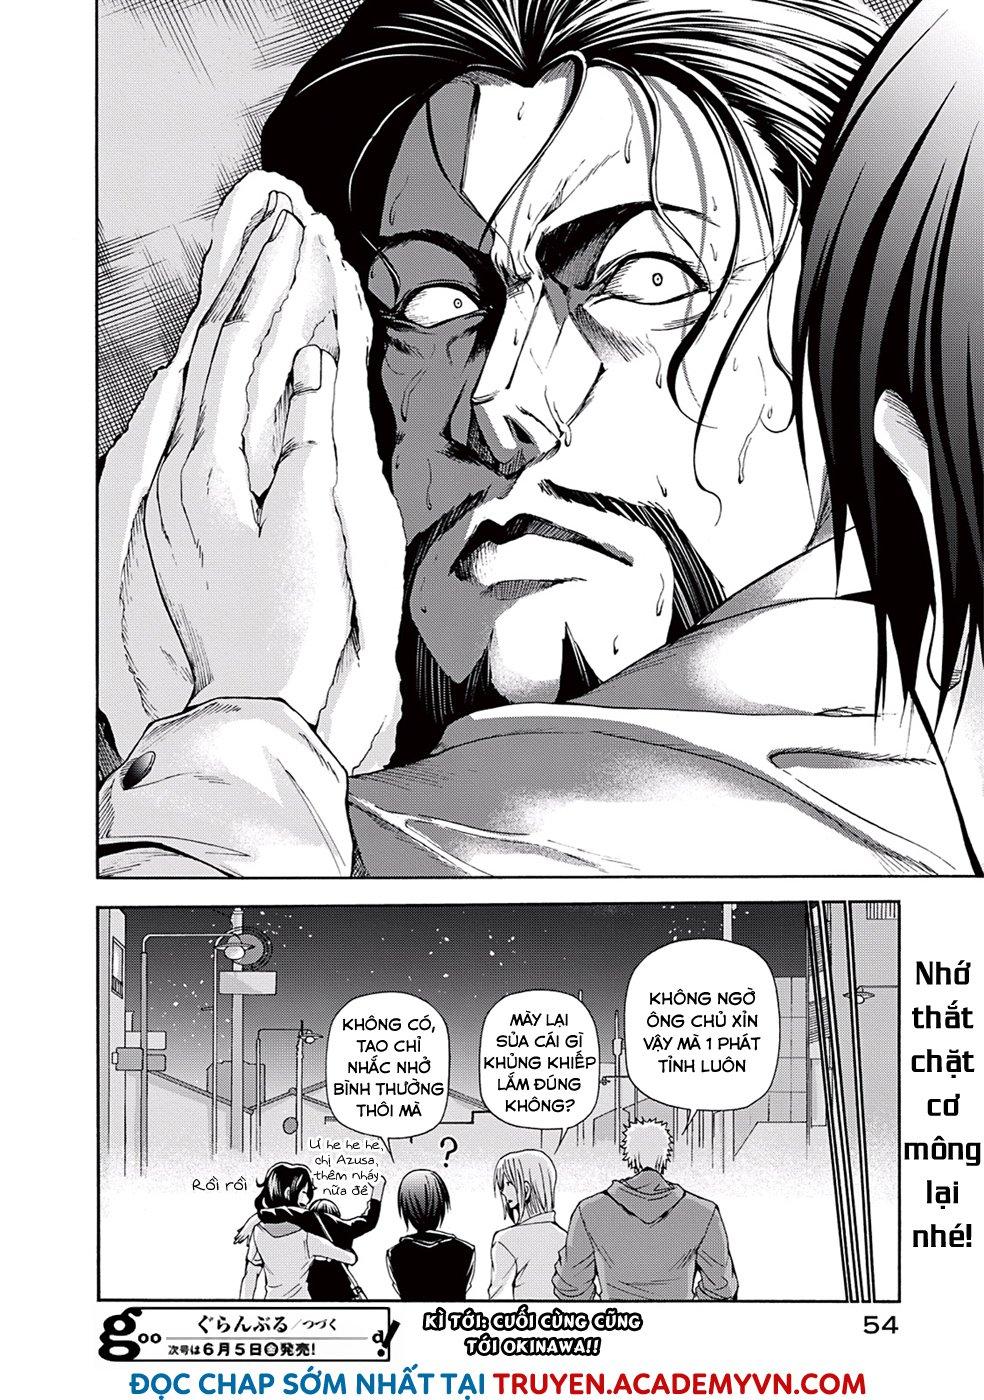 KHÔNG NGỜ
ÔNG CHỦ XỈN
VẬY MÀ 1 PHÁT
TỈNH LUÔN
MÀY LẠI
SỦA CÁI GÌ
KHỦNG KHIẾP
LẮM ĐÚNG
KHÔNG?
KHÔNG CÓ,
TAO CHỈ
NHẮC NHỞ
BÌNH THƯỜNG
THÔI MÀ
?
Ư he he he,
chị Azusa,
thêm nháy
nữa đê
Rồi rồi
Nhớ
thắt
chặt
cơ
mông
lại
nhé!
goo
ぐらんぶる/つづく
次号は6月5日㊎発売!
d!
KÌ TỚI: CUỐI CÙNG CŨNG
TỚI OKINAWA!!
54
ĐỌC CHAP SỚM NHẤT TẠI TRUYEN.ACADEMYVN.COM